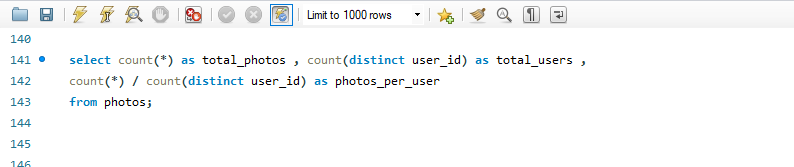 Limit to 1000 rows
140
141 select count(*) as total_photos , count(distinct user_id) as total_users ,
142 count(*) / count(distinct user_id) as photos_per_user
143 from photos;
144
145
146